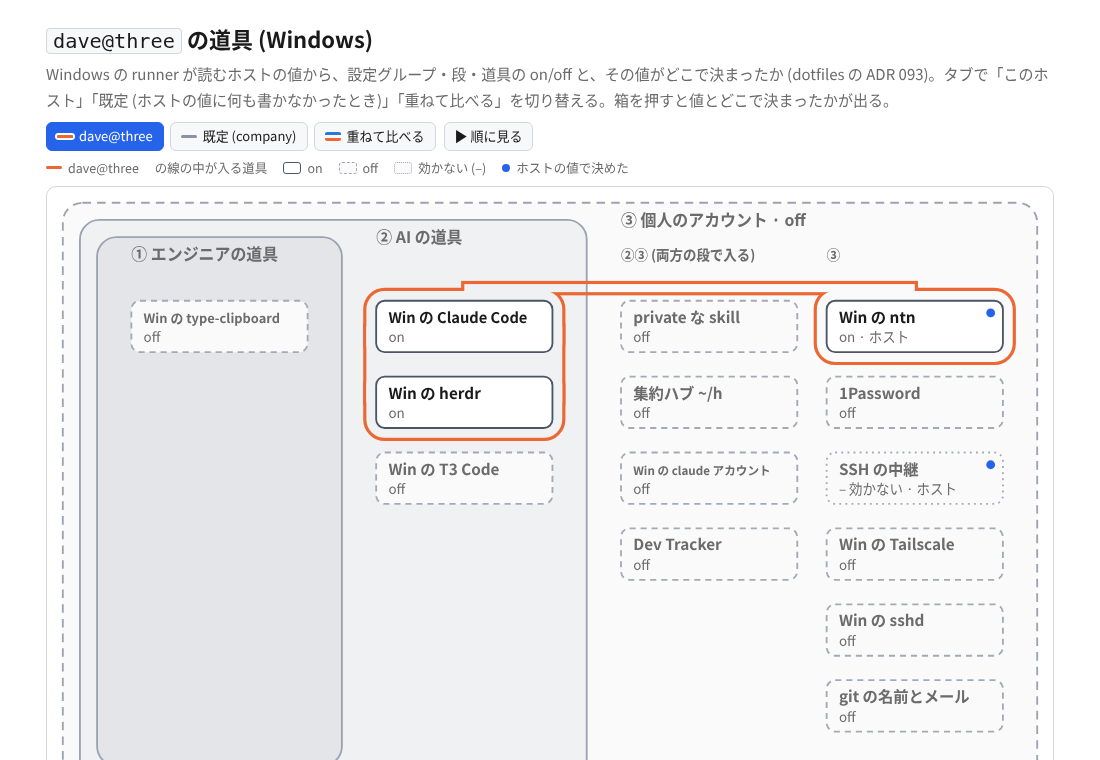 dave@three の道具 (Windows)
Windows の runner が読むホストの値から、設定グループ・段・道具の on/off と、その値がどこで決まったか (dotfiles の ADR 093)。タブで「このホ
スト」「既定 (ホストの値に何も書かなかったとき)」「重ねて比べる」を切り替える。箱を押すと値とどこで決まったかが出る。
dave@three 既定 (company) 重ねて比べる ▶ 順に見る
dave@three の線の中が入る道具 on off 効かない (–) ホストの値で決めた
③ 個人のアカウント · off
② AI の道具
① エンジニアの道具
②③ (両方の段で入る) ③
Win の type-clipboard
off
Win の Claude Code
on
Win の herdr
on
Win の T3 Code
off
private な skill
off
集約ハブ ~/h
off
Win の claude アカウント
off
Dev Tracker
off
Win の ntn
on · ホスト
1Password
off
SSH の中継
– 効かない · ホスト
Win の Tailscale
off
Win の sshd
off
git の名前とメール
off